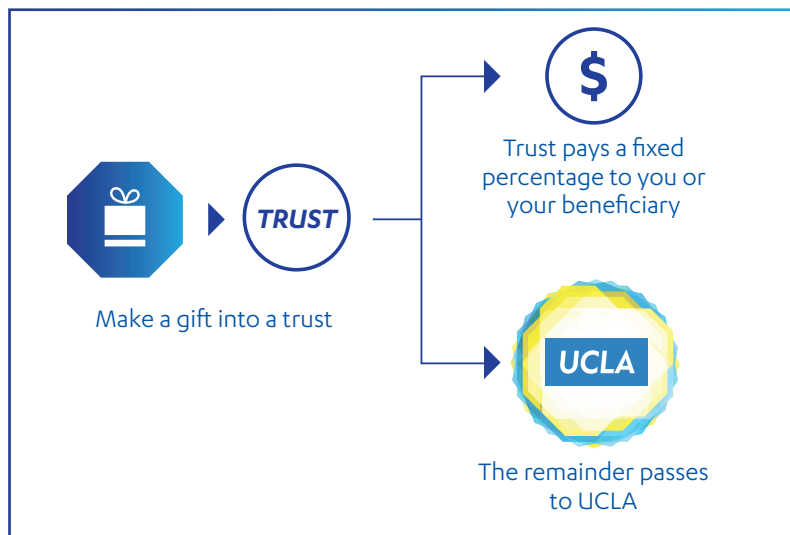 $
Trust pays a fixed
percentage to you or
your beneficiary
TRUST
Make a gift into a trust
UCLA
The remainder passes
to UCLA